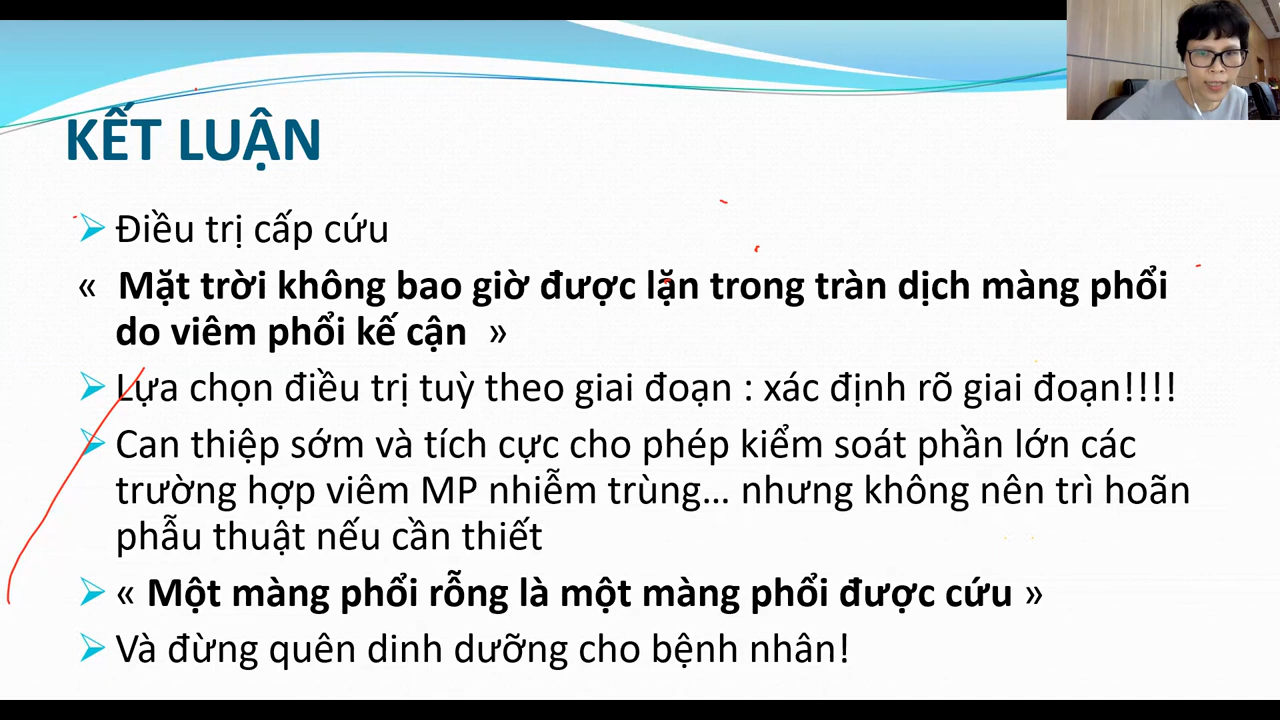 KẾT LUẬN
Điều trị cấp cứu
« Mặt trời không bao giờ được lặn trong tràn dịch màng phổi
do viêm phổi kế cận »
Lựa chọn điều trị tuỳ theo giai đoạn : xác định rõ giai đoạn!!!!
Can thiệp sớm và tích cực cho phép kiểm soát phần lớn các
trường hợp viêm MP nhiễm trùng... nhưng không nên trì hoãn
phẫu thuật nếu cần thiết
« Một màng phổi rỗng là một màng phổi được cứu »
Và đừng quên dinh dưỡng cho bệnh nhân!